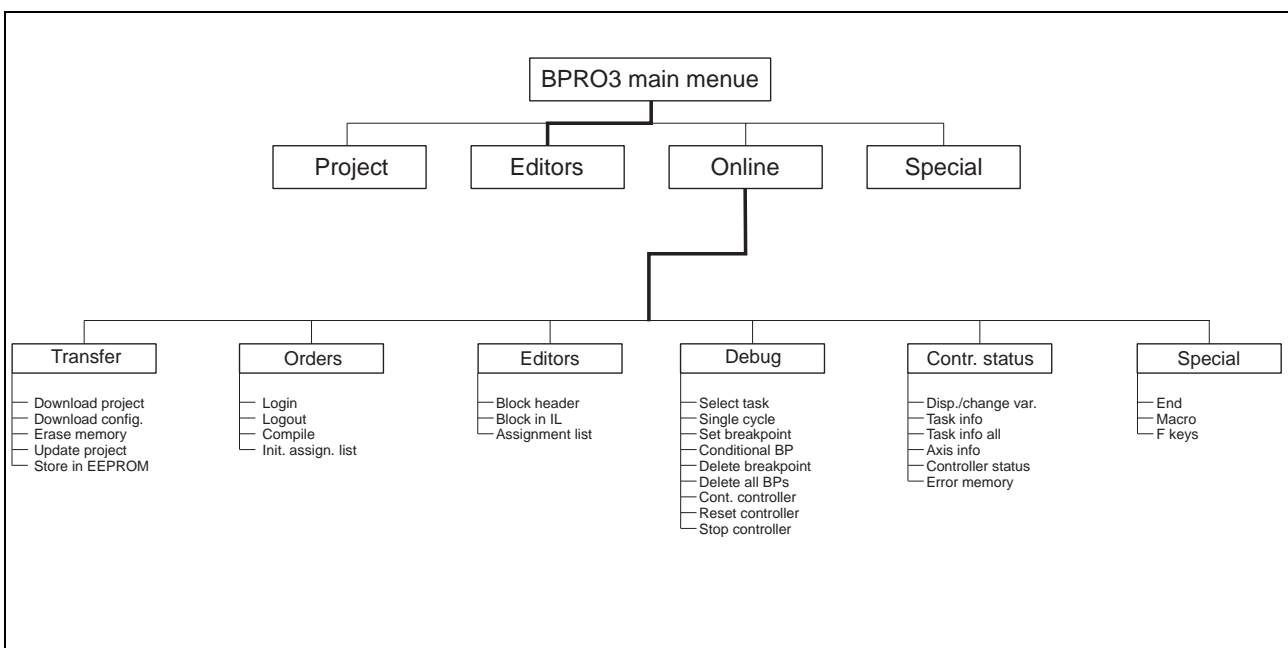 BPRO3 main menue
Project
Editors
Online
Special
Transfer
Download project
Download config.
Erase memory
Update project
Store in EEPROM
Orders
Login
Logout
Compile
Init. assign. list
Editors
Block header
Block in IL
Assignment list
Debug
Select task
Single cycle
Set breakpoint
Conditional BP
Delete breakpoint
Delete all BPs
Cont. controller
Reset controller
Stop controller
Contr. status
Disp./change var.
Task info
Task info all
Axis info
Controller status
Error memory
Special
End
Macro
F keys